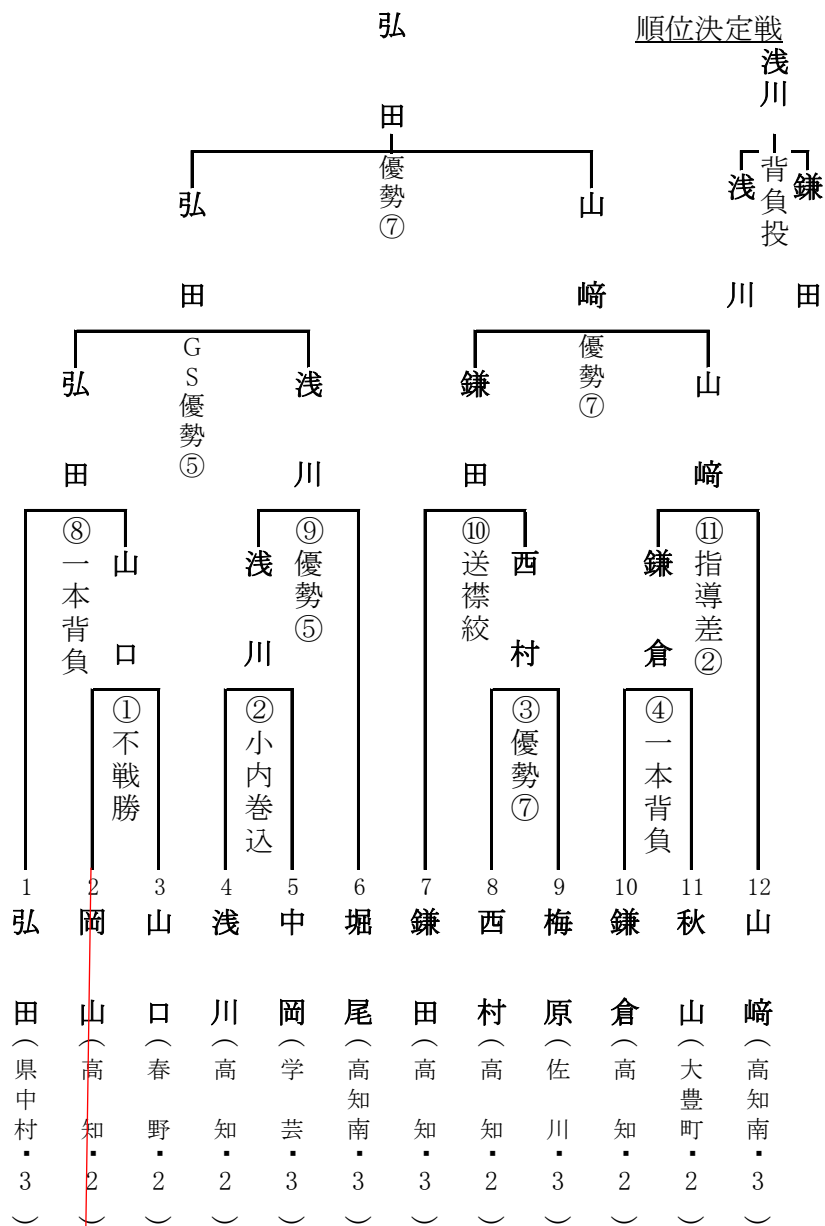 順位決定戦
浅川
背負投
浅川
鎌田
弘田
優勢⑦
弘田
山﨑
GS優勢⑤
優勢⑦
弘田
浅川
鎌田
山﨑
⑧一本背負
⑨優勢⑤
⑩送襟絞
⑪指導差②
山口
浅川
西村
鎌倉
①不戦勝
②小内巻込
③優勢⑦
④一本背負
1 弘田(県中村・3)
2 岡山(高知・2)
3 山口(春野・2)
4 浅川(高知・2)
5 中岡(学芸・3)
6 堀尾(高知南・3)
7 鎌田(高知・3)
8 西村(高知・2)
9 梅原(佐川・3)
10 鎌倉(高知・2)
11 秋山(大豊町・2)
12 山﨑(高知南・3)